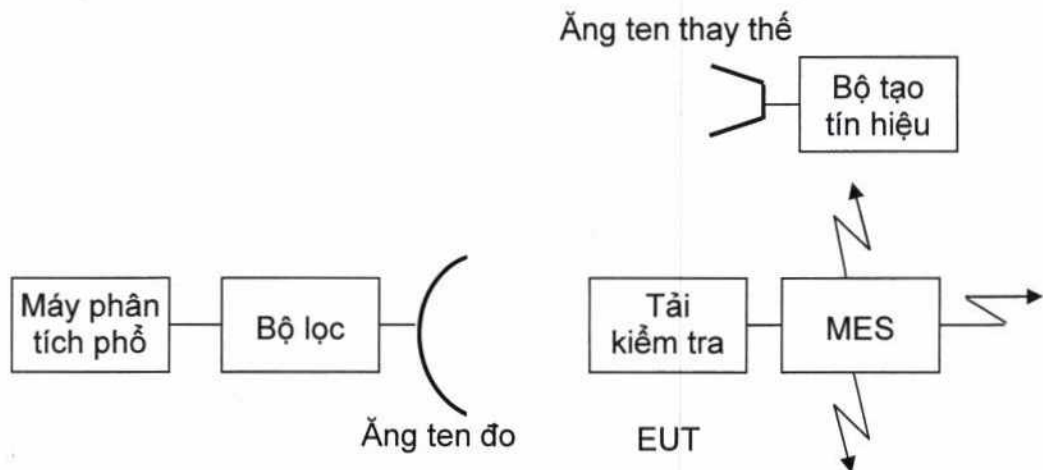 Ăng ten thay thế
Bộ tạo
tín hiệu
Máy phân
tích phổ
Bộ lọc
Tải
kiểm tra
MES
Ăng ten đo
EUT